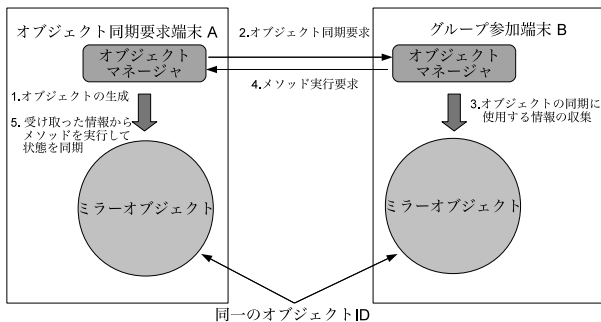 オブジェクト同期要求端末 A
オブジェクト
マネージャ
1.オブジェクトの生成
5. 受け取った情報から
メソッドを実行して
状態を同期
ミラーオブジェクト
2.オブジェクト同期要求
4.メソッド実行要求
グループ参加端末 B
オブジェクト
マネージャ
3.オブジェクトの同期に
使用する情報の収集
ミラーオブジェクト
同一のオブジェクトID